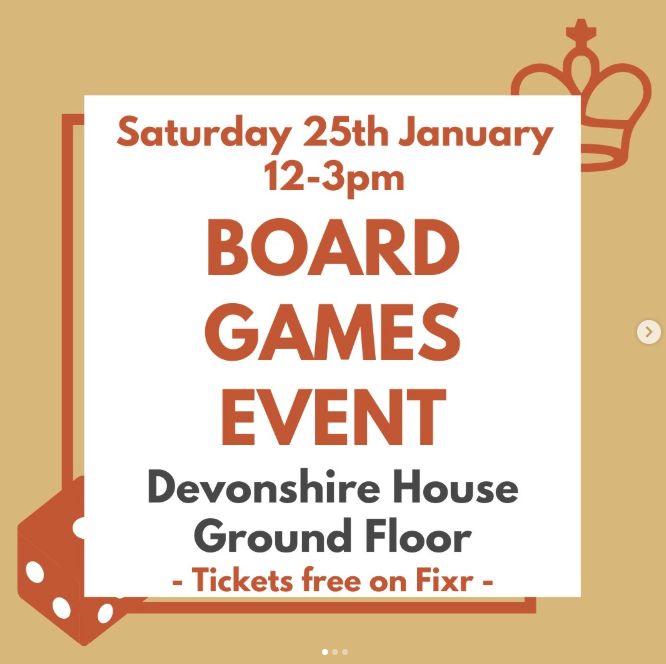 Saturday 25th January
12-3pm
BOARD
GAMES
EVENT
Devonshire House
Ground Floor
- Tickets free on Fixr -